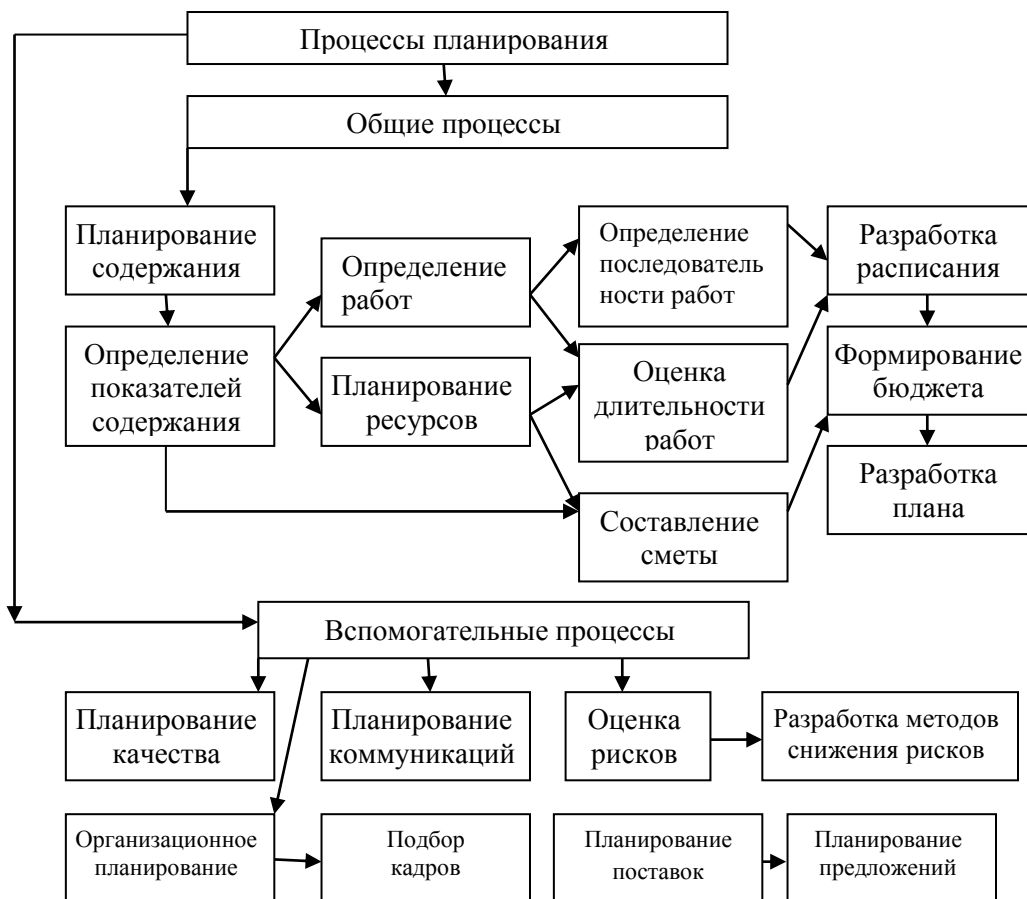 Процессы планирования
Общие процессы
Планирование
содержания
Определение
показателей
содержания
Определение
работ
Планирование
ресурсов
Определение
последователь
ности работ
Оценка
длительности
работ
Составление
сметы
Разработка
расписания
Формирование
бюджета
Разработка
плана
Вспомогательные процессы
Планирование
качества
Планирование
коммуникаций
Оценка
рисков
Разработка методов
снижения рисков
Организационное
планирование
Подбор
кадров
Планирование
поставок
Планирование
предложений